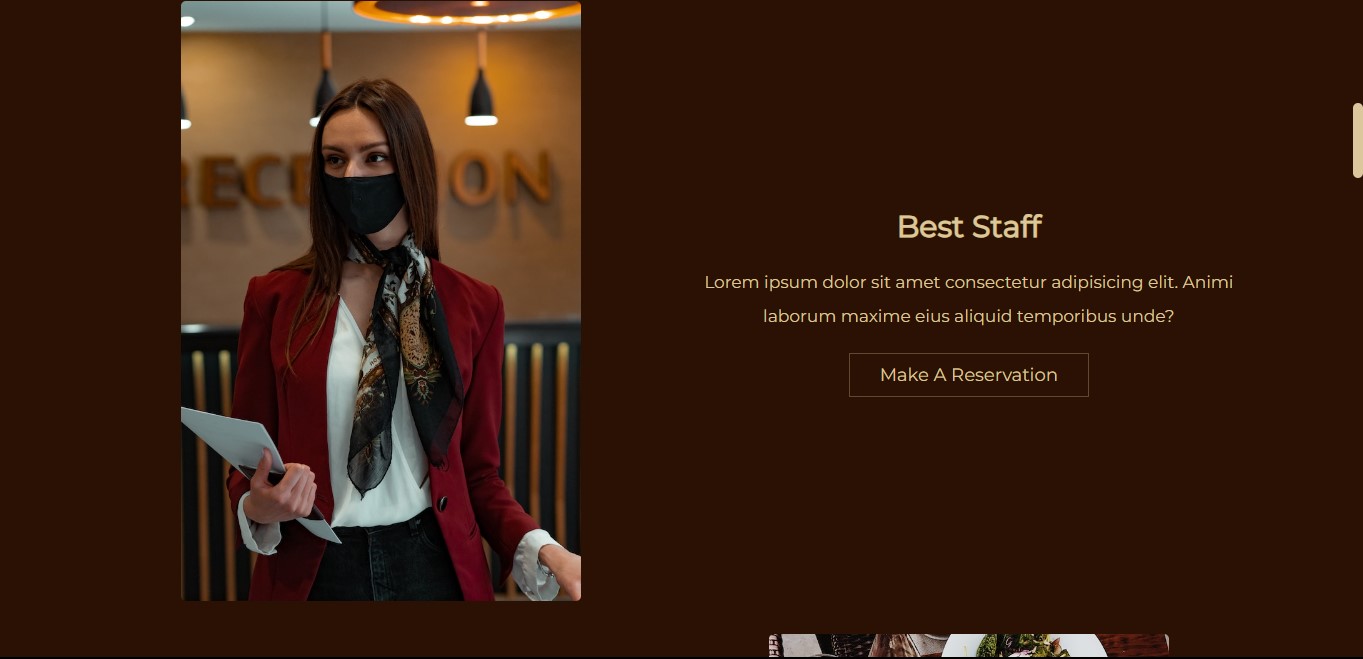 RECE ION
Best Staff
Lorem ipsum dolor sit amet consectetur adipisicing elit. Animi
laborum maxime eius aliquid temporibus unde?
Make A Reservation